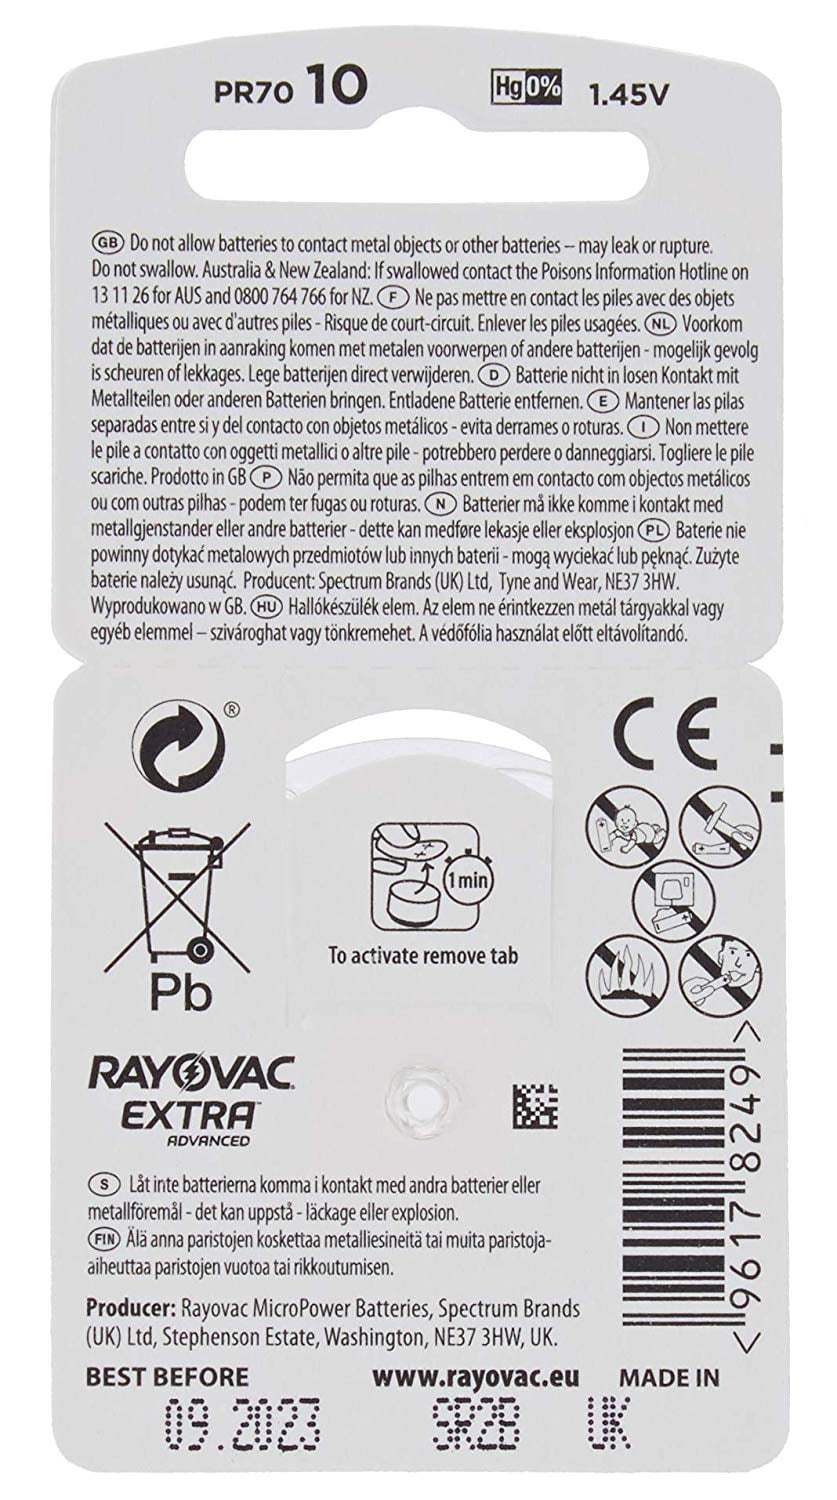 PR70 10 Hg 0% 1.45V
GB Do not allow batteries to contact metal objects or other batteries – may leak or rupture.
Do not swallow. Australia & New Zealand: If swallowed contact the Poisons Information Hotline on
13 11 26 for AUS and 0800 764 766 for NZ. F Ne pas mettre en contact les piles avec des objets
métalliques ou avec d'autres piles - Risque de court-circuit. Enlever les piles usagées. NL Voorkom
dat de batterijen in aanraking komen met metalen voorwerpen of andere batterijen - mogelijk gevolg
is scheuren of lekkages. Lege batterijen direct verwijderen. D Batterie nicht in losen Kontakt mit
Metallteilen oder anderen Batterien bringen. Entladene Batterie entfernen. E Mantener las pilas
separadas entre si y del contacto con objetos metálicos - evita derrames o roturas. I Non mettere
le pile a contatto con oggetti metallici o altre pile - potrebbero perdere o danneggiarsi. Togliere le pile
scariche. Prodotto in GB P Não permita que as pilhas entrem em contacto com objectos metálicos
ou com outras pilhas - podem ter fugas ou roturas. N Batterier må ikke komme i kontakt med
metallgjenstander eller andre batterier - dette kan medføre lekasje eller eksplosjon PL Baterie nie
powinny dotykać metalowych przedmiotów lub innych baterii - mogą wyciekać lub pęknąć. Zużyte
baterie należy usunąć. Producent: Spectrum Brands (UK) Ltd, Tyne and Wear, NE37 3HW.
Wyprodukowano w GB. HU Hallókészülék elem. Az elem ne érintkezzen metál tárgyakkal vagy
egyéb elemmel – szivároghat vagy tönkremehet. A védőfólia használat előtt eltávolítandó.
®
CE
1 min
To activate remove tab
Pb
RAYOVAC®
EXTRA™
ADVANCED
S Låt inte batterierna komma i kontakt med andra batterier eller
metallföremål - det kan uppstå - läckage eller explosion.
FIN Älä anna paristojen koskettaa metalliesineitä tai muita paristoja-
aiheuttaa paristojen vuotoa tai rikkoutumisen.
<9617 8249>
Producer: Rayovac MicroPower Batteries, Spectrum Brands
(UK) Ltd, Stephenson Estate, Washington, NE37 3HW, UK.
BEST BEFORE www.rayovac.eu MADE IN
09.2023 SR2B UK